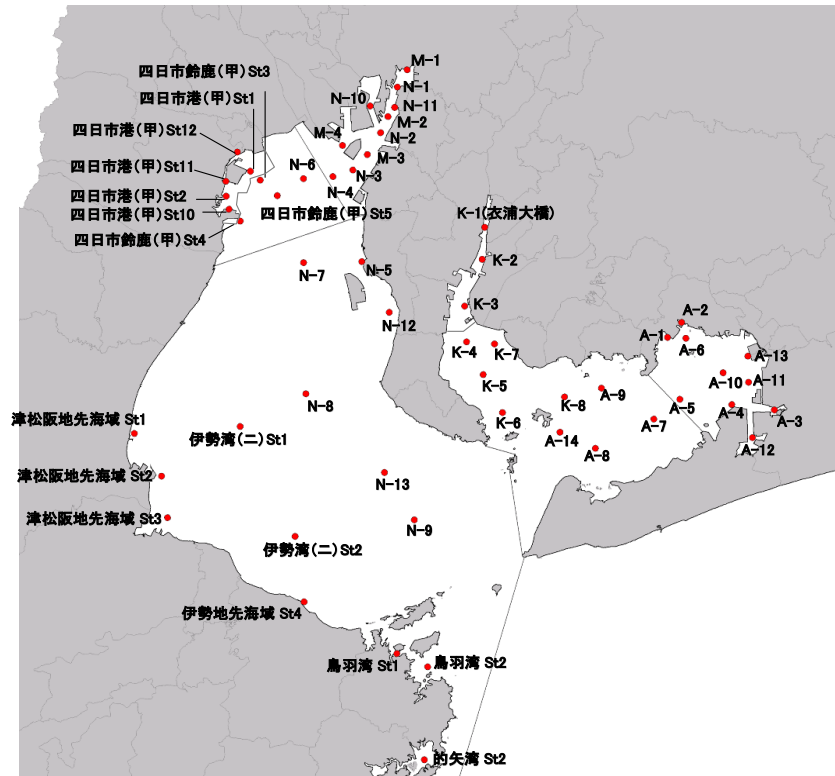 M-1
四日市鈴鹿(甲)St3
N-1
四日市港(甲)St1
N-10
N-11
M-2
四日市港(甲)St12
M-4
N-2
M-3
四日市港(甲)St11
N-6
N-3
N-4
四日市港(甲)St2
四日市港(甲)St10
四日市鈴鹿(甲)St5
K-1(衣浦大橋)
四日市鈴鹿(甲)St4
N-7
N-5
K-2
K-3
A-2
N-12
A-1
A-6
K-4
K-7
A-13
K-5
A-10
A-11
N-8
K-8
A-9
A-5
A-4
A-3
津松阪地先海域 St1
伊勢湾(二)St1
K-6
A-7
A-14
A-12
A-8
津松阪地先海域 St2
N-13
津松阪地先海域 St3
N-9
伊勢湾(二)St2
伊勢地先海域 St4
鳥羽湾 St1
鳥羽湾 St2
的矢湾 St2